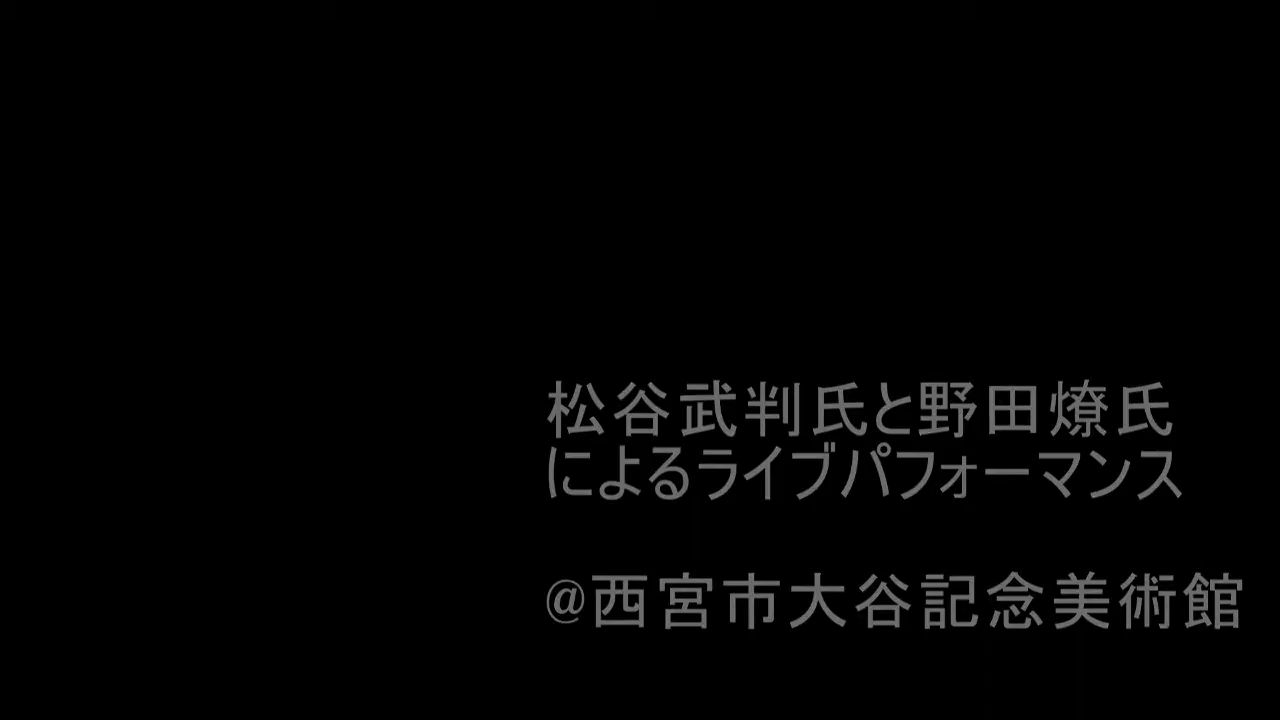 松谷武判氏と野田燎氏
によるライブパフォーマンス
@西宮市大谷記念美術館